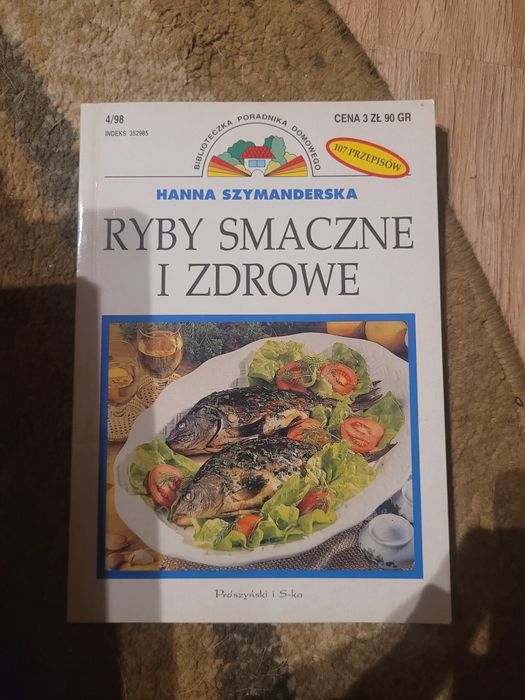 4/98
INDEKS 352985
BIBLIOTECZKA PORADNIKA DOMOWEGO
CENA 3 ZŁ 90 GR
107 PRZEPISÓW
HANNA SZYMANDERSKA
RYBY SMACZNE
I ZDROWE
Prószyński i S-ka